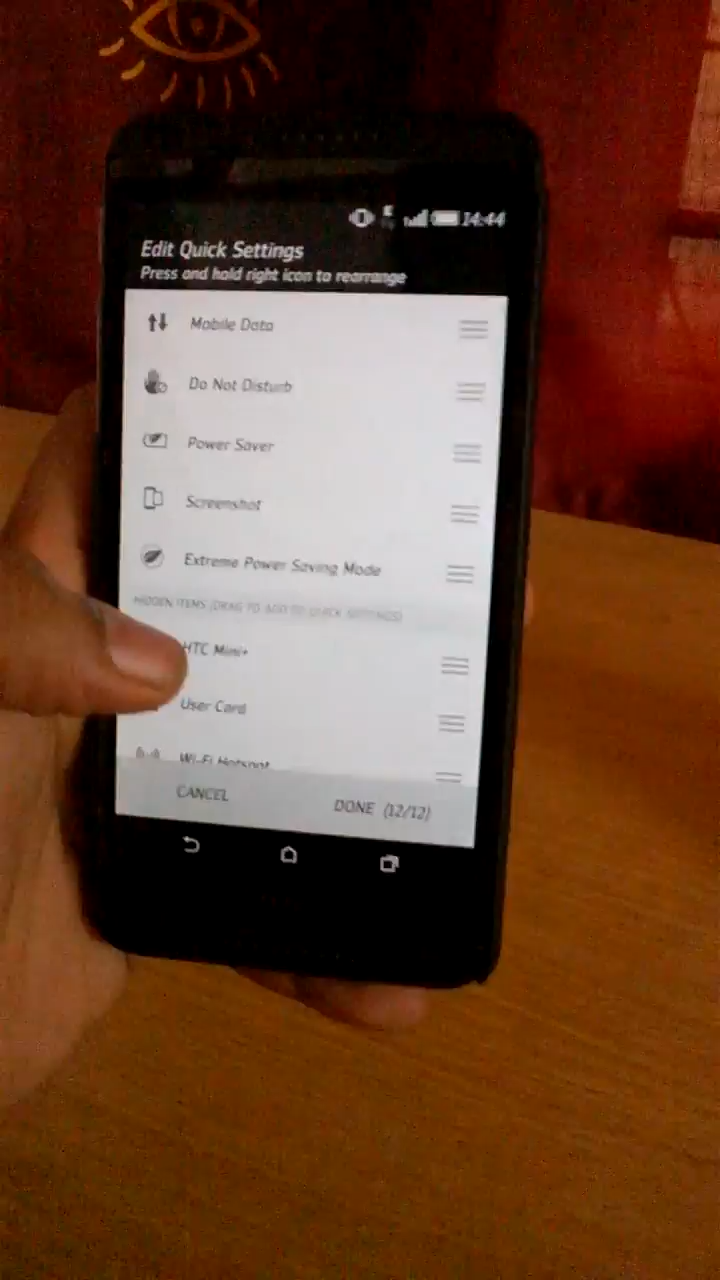 14:44
Edit Quick Settings
Press and hold right icon to rearrange
Mobile Data
Do Not Disturb
Power Saver
Screenshot
Extreme Power Saving Mode
HIDDEN ITEMS (DRAG TO ADD TO QUICK SETTINGS)
HTC Mini+
User Card
Wi-Fi Hotspot
CANCEL
DONE (12/12)